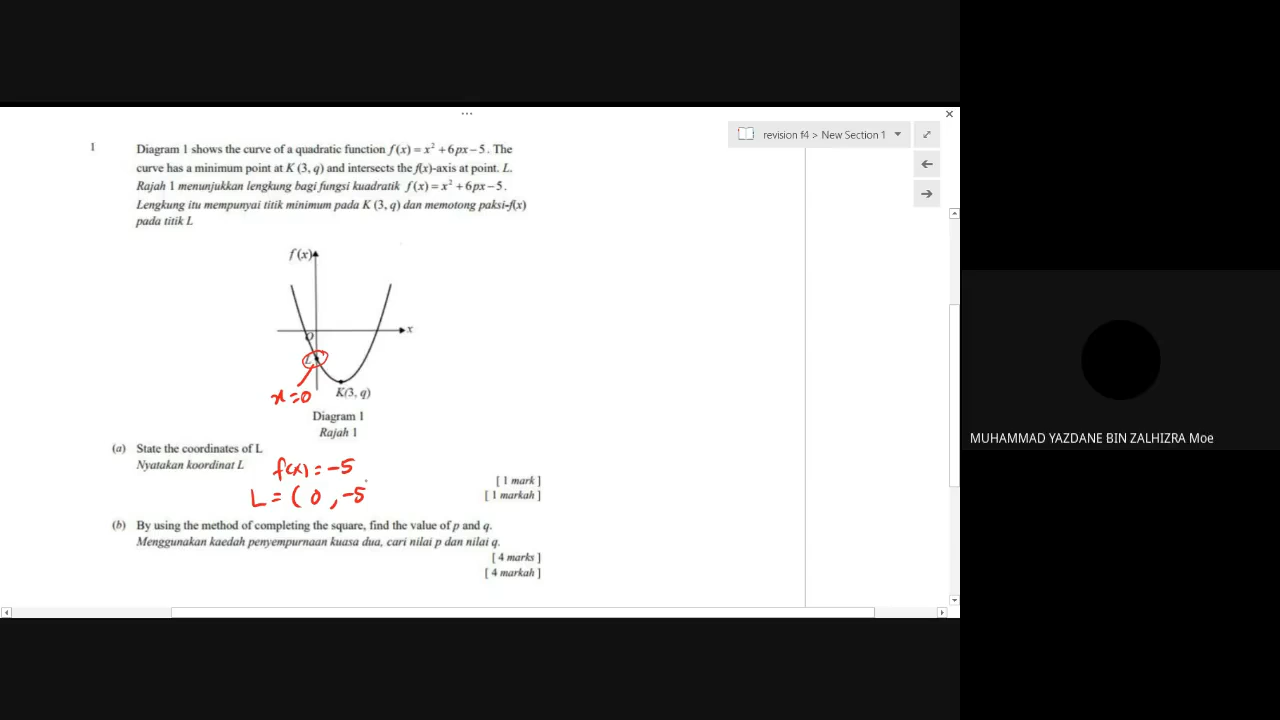 ...
revision f4 > New Section 1
1 Diagram 1 shows the curve of a quadratic function f(x) = x² + 6px − 5. The
curve has a minimum point at K (3, q) and intersects the f(x)-axis at point. L.
Rajah 1 menunjukkan lengkung bagi fungsi kuadratik f(x) = x² + 6px − 5.
Lengkung itu mempunyai titik minimum pada K (3, q) dan memotong paksi-f(x)
pada titik L
f(x)
x
O
L
x=0
K(3, q)
Diagram 1
Rajah 1
(a) State the coordinates of L
Nyatakan koordinat L
f(x) = −5
[ 1 mark ]
L = ( 0 , −5
[ 1 markah ]
(b) By using the method of completing the square, find the value of p and q.
Menggunakan kaedah penyempurnaan kuasa dua, cari nilai p dan nilai q.
[ 4 marks ]
[ 4 markah ]
MUHAMMAD YAZDANE BIN ZALHIZRA Moe